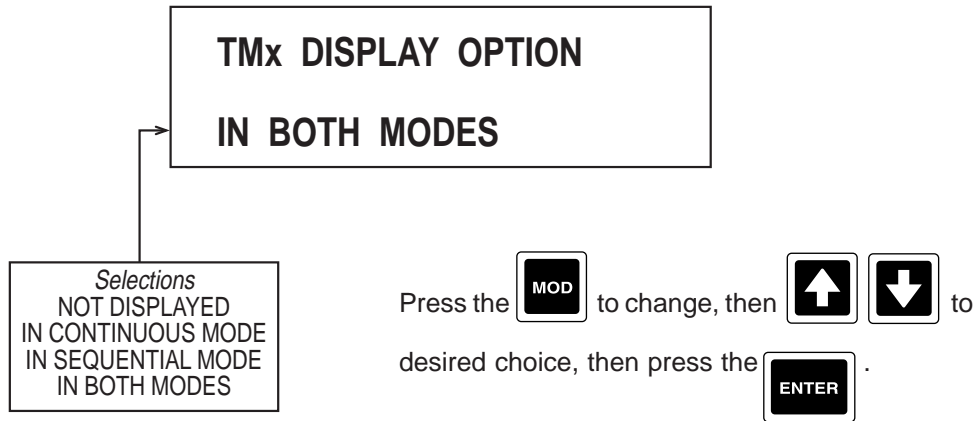 TMx DISPLAY OPTION
IN BOTH MODES
Selections
NOT DISPLAYED
IN CONTINUOUS MODE
IN SEQUENTIAL MODE
IN BOTH MODES
Press the MOD to change, then to
desired choice, then press the ENTER .